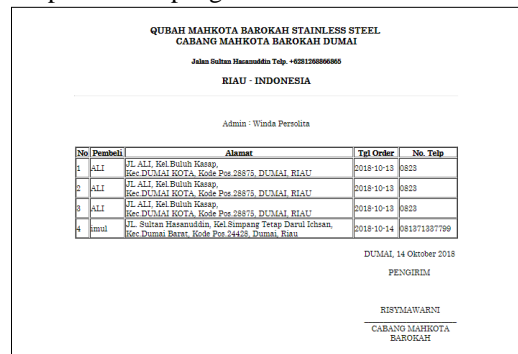 QUBAH MAHKOTA BAROKAH STAINLESS STEEL
CABANG MAHKOTA BAROKAH DUMAI
Jalan Sultan Hasanuddin Telp. +6281268866865
RIAU - INDONESIA
Admin : Winda Persolita
No Pembeli Alamat Tgl Order No. Telp
1 ALI JL ALI, Kel.Buluh Kasap, Kec.DUMAI KOTA, Kode Pos.28875, DUMAI, RIAU 2018-10-13 0823
2 ALI JL ALI, Kel.Buluh Kasap, Kec.DUMAI KOTA, Kode Pos.28875, DUMAI, RIAU 2018-10-13 0823
3 ALI JL ALI, Kel.Buluh Kasap, Kec.DUMAI KOTA, Kode Pos.28875, DUMAI, RIAU 2018-10-13 0823
4 imul JL. Sultan Hasanuddin, Kel.Simpang Tetap Darul Ichsan, Kec.Dumai Barat, Kode Pos.24428, Dumai, Riau 2018-10-14 081371337799
DUMAI, 14 Oktober 2018
PENGIRIM
RISYMAWARNI
CABANG MAHKOTA
BAROKAH